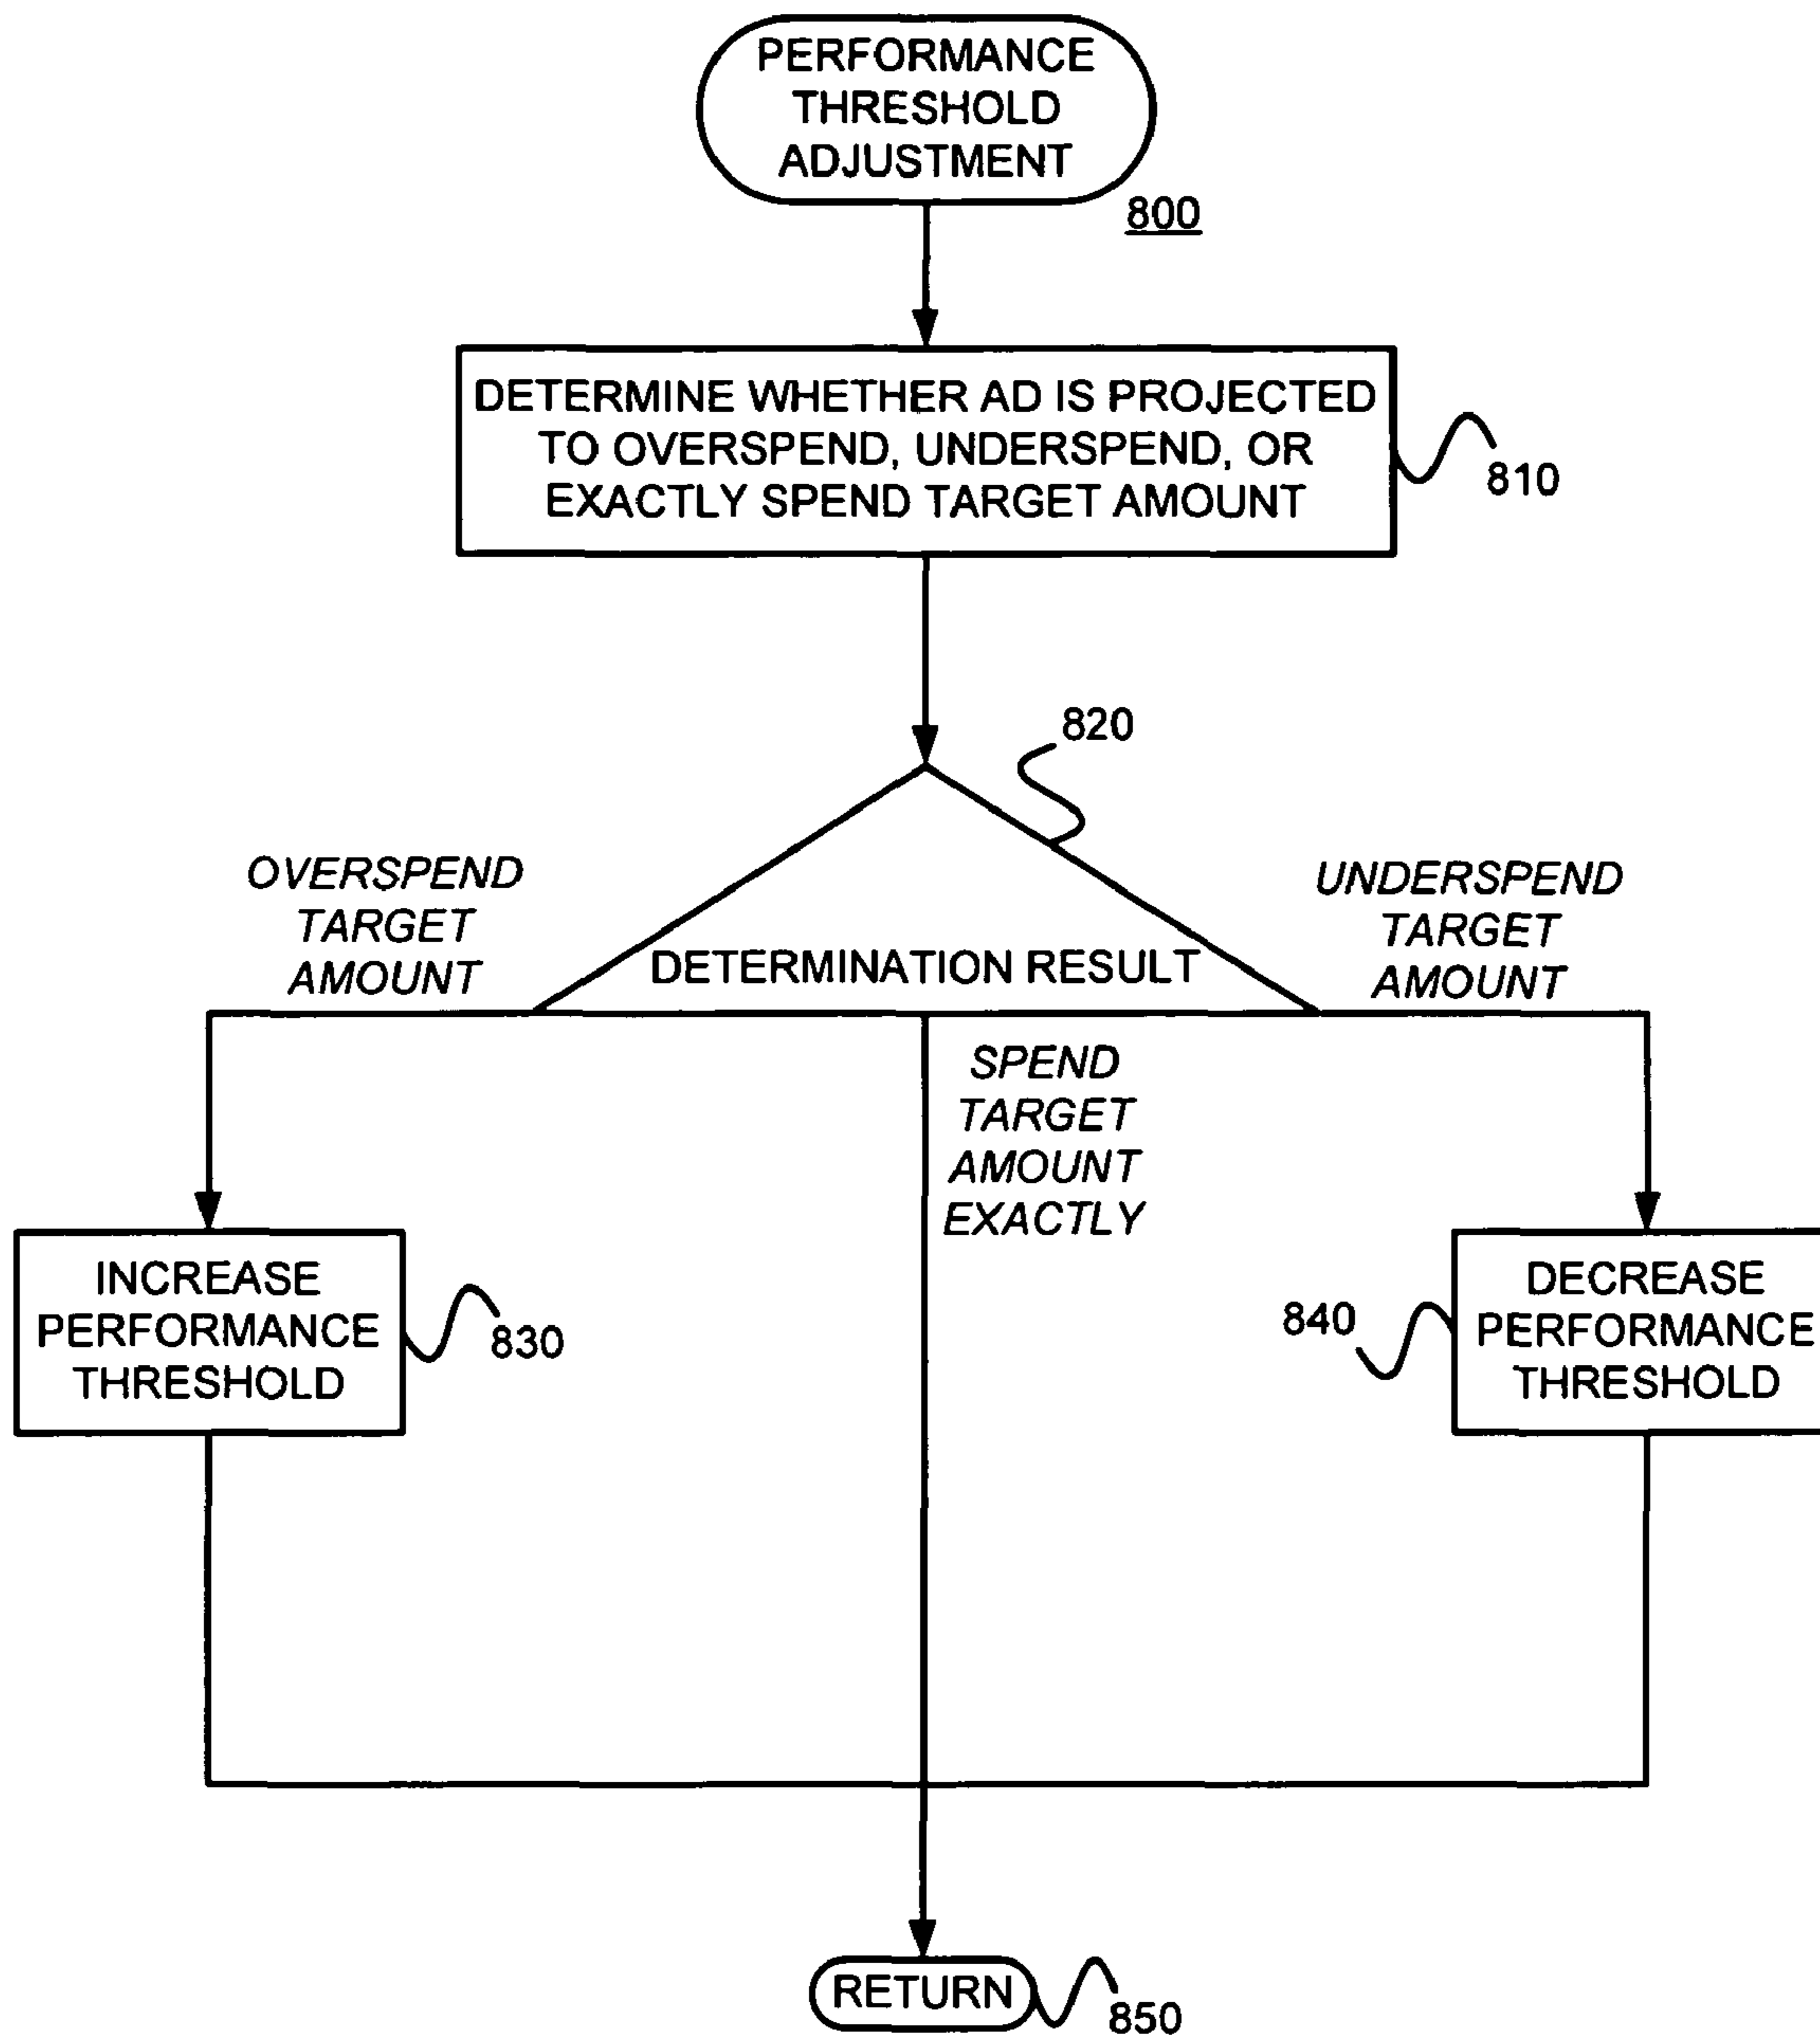 PERFORMANCE
THRESHOLD
ADJUSTMENT
800
DETERMINE WHETHER AD IS PROJECTED
TO OVERSPEND, UNDERSPEND, OR
EXACTLY SPEND TARGET AMOUNT
810
820
OVERSPEND
TARGET
AMOUNT
DETERMINATION RESULT
UNDERSPEND
TARGET
AMOUNT
SPEND
TARGET
AMOUNT
EXACTLY
INCREASE
PERFORMANCE
THRESHOLD
830
840
DECREASE
PERFORMANCE
THRESHOLD
RETURN
850